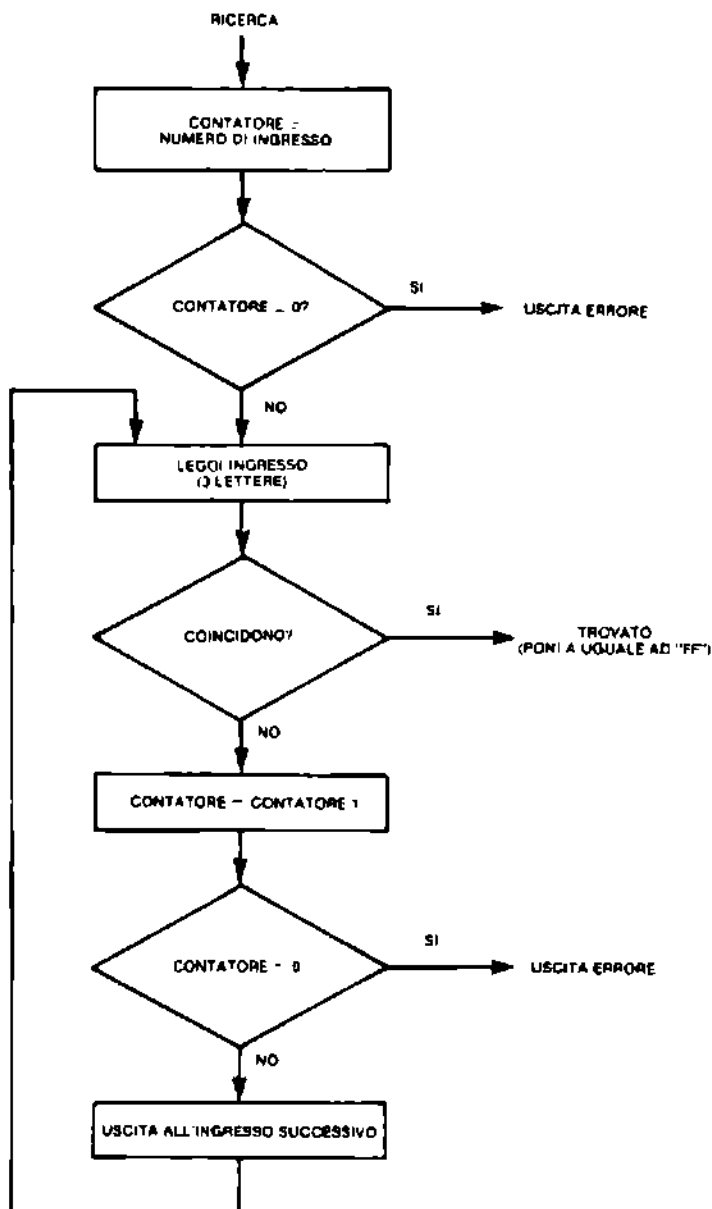 RICERCA
CONTATORE =
NUMERO DI INGRESSO
CONTATORE = 0?
SI
USCITA ERRORE
NO
LEGGI INGRESSO
(3 LETTERE)
COINCIDONO?
SI
TROVATO
(PONI A UGUALE AD "FF")
NO
CONTATORE = CONTATORE 1
CONTATORE = 0
SI
USCITA ERRORE
NO
USCITA ALL'INGRESSO SUCCESSIVO